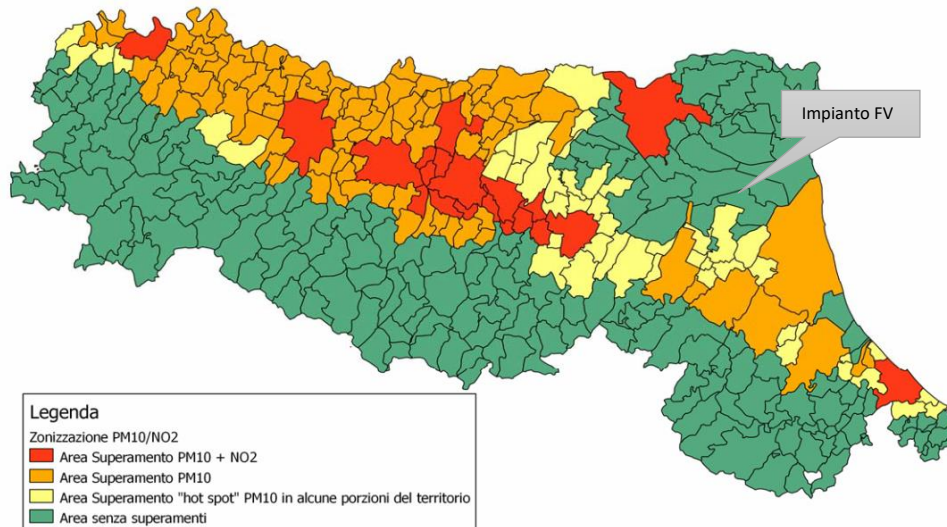 Impianto FV
Legenda
Zonizzazione PM10/NO2
Area Superamento PM10 + NO2
Area Superamento PM10
Area Superamento "hot spot" PM10 in alcune porzioni del territorio
Area senza superamenti